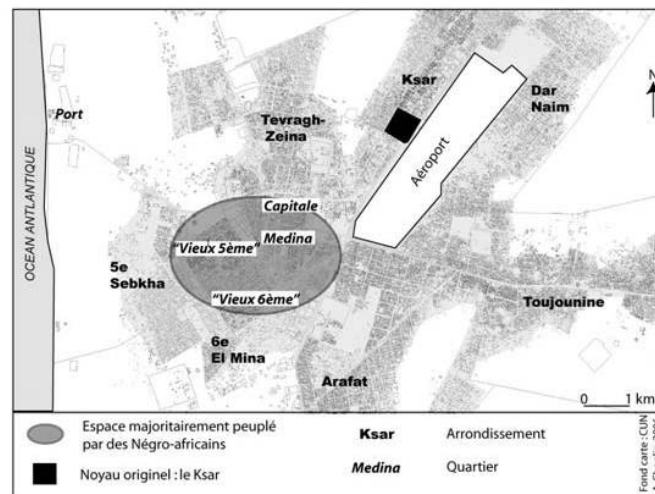 Ksar
N
Dar
Naim
Port
Tevragh-
Zeina
Aéroport
OCEAN ANTLANTIQUE
Capitale
"Vieux 5ème"
Medina
5e
Sebkha
"Vieux 6ème"
Toujounine
6e
El Mina
Arafat
0 1 km
Espace majoritairement peuplé
par des Négro-africains
Noyau originel : le Ksar
Ksar Arrondissement
Medina Quartier
Fond carte : CUN